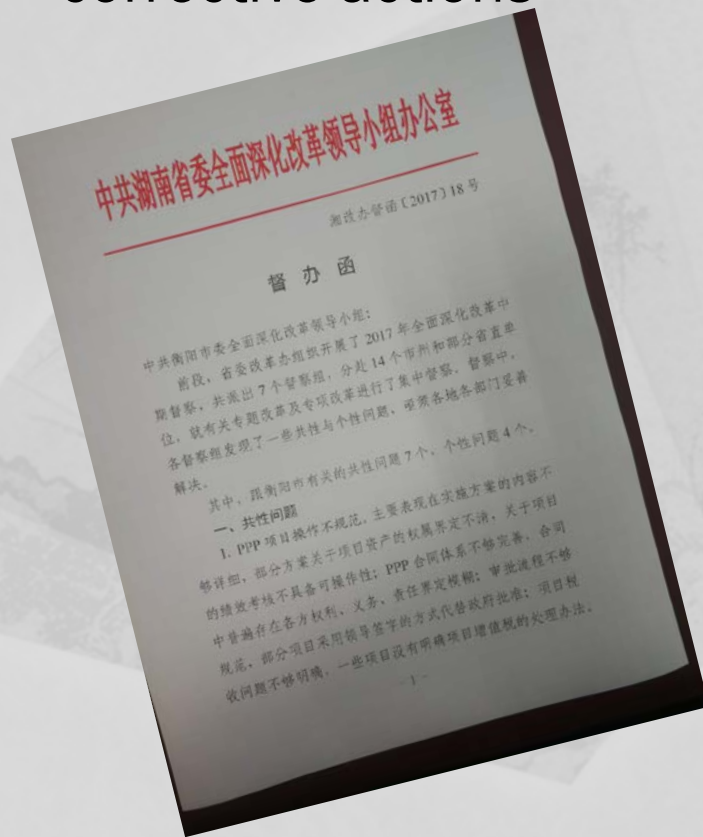 corrective actions
中共湖南省委全面深化改革领导小组办公室
湘改办督函〔2017〕18号
督办函
中共衡阳市委全面深化改革领导小组：
前段，省委改革办组织开展了2017年全面深化改革中
期督察，共派出7个督察组，分处14个市州和部分省直单
位，就有关专题改革及专项改革进行了集中督察。督察中，
各督察组发现了一些共性与个性问题，亟须各地各部门妥善
解决。
其中，跟衡阳市有关的共性问题7个，个性问题4个。
一、共性问题
1. PPP项目操作不规范。主要表现在实施方案的内容不
够详细，部分方案关于项目资产的权属界定不清，关于项目
的绩效考核不具备可操作性；PPP合同体系不够完善，合同
中普遍存在各方权利、义务、责任界定模糊；审批流程不够
规范，部分项目采用领导签字的方式代替政府批准；项目税
收问题不够明确，一些项目没有明确项目增值税的处理办法。
- 1 -